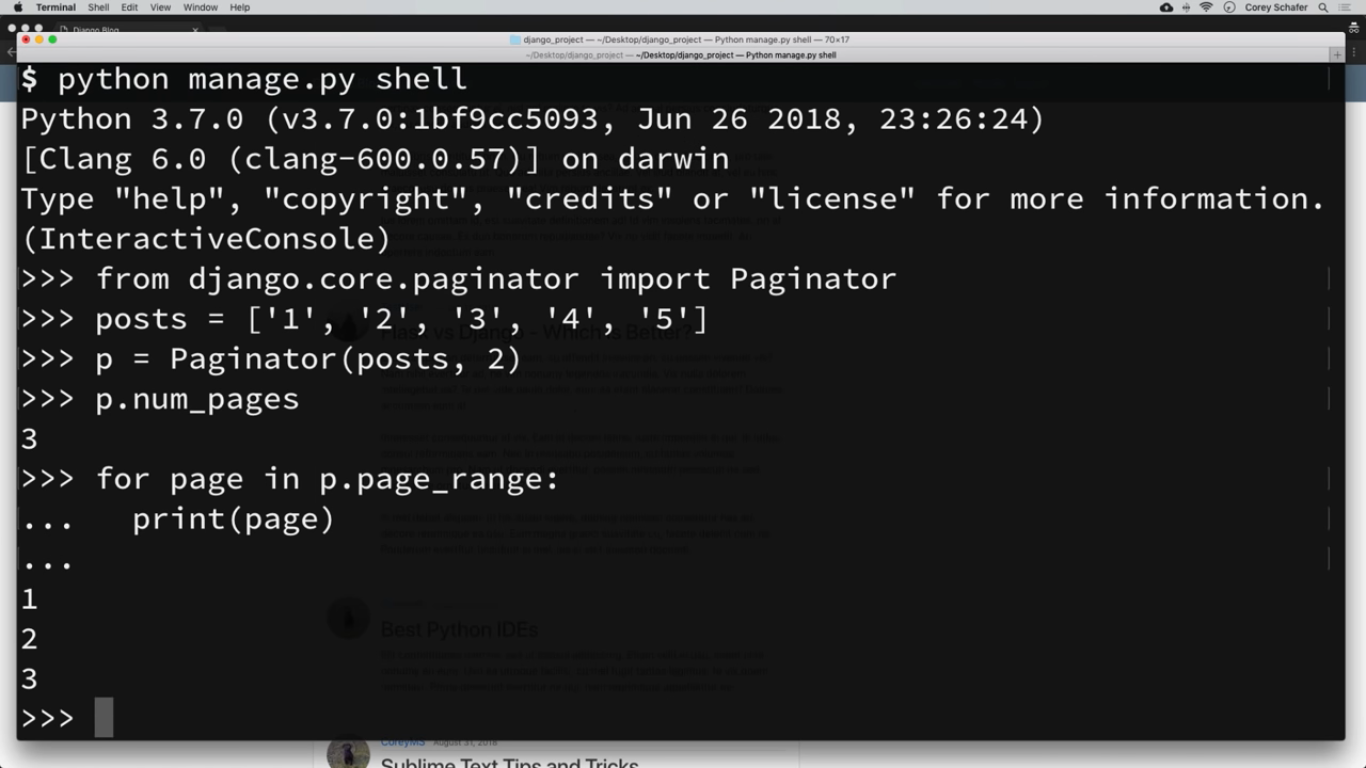 Terminal Shell Edit View Window Help Corey Schafer
Django Blog
django_project — ~/Desktop/django_project — Python manage.py shell — 70×17
~/Desktop/django_project — ~/Desktop/django_project — Python manage.py shell
$ python manage.py shell
Python 3.7.0 (v3.7.0:1bf9cc5093, Jun 26 2018, 23:26:24)
[Clang 6.0 (clang-600.0.57)] on darwin
Type "help", "copyright", "credits" or "license" for more information.
(InteractiveConsole)
>>> from django.core.paginator import Paginator
>>> posts = ['1', '2', '3', '4', '5']
Flask vs Django - Which is Better?
>>> p = Paginator(posts, 2)
>>> p.num_pages
3
>>> for page in p.page_range:
...   print(page)
...
1
2
Best Python IDEs
3
>>>
CoreyMS August 31, 2018
Sublime Text Tips and Tricks